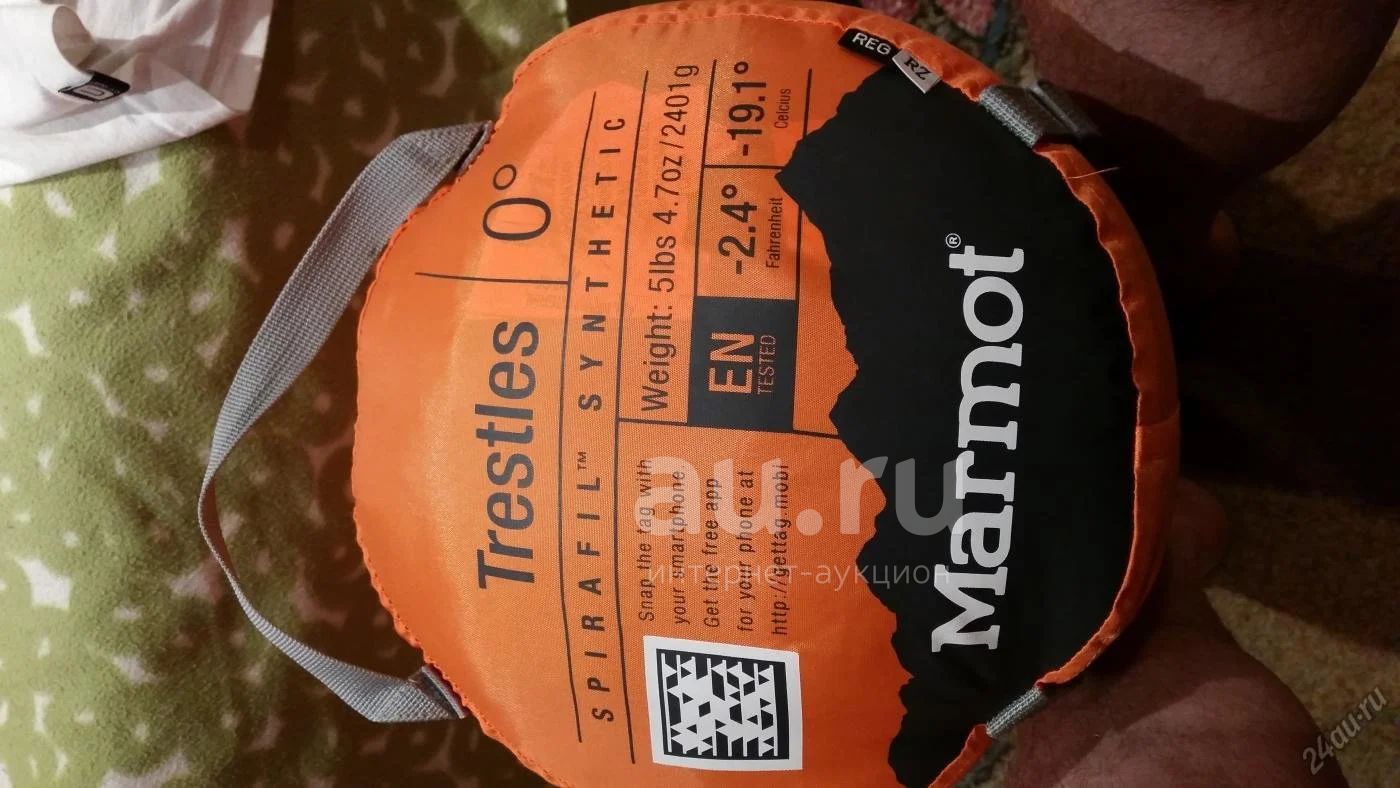 REG
RZ
Trestles 0°
SPIRAFIL™ SYNTHETIC
Weight: 5lbs 4.7oz/2401g
EN
TESTED
-2.4°
Fahrenheit
-19.1°
Celcius
Snap the tag with
your smartphone.
Get the free app
for your phone at
http://gettag.mobi
Marmot®
au.ru
интернет-аукцион
24au.ru